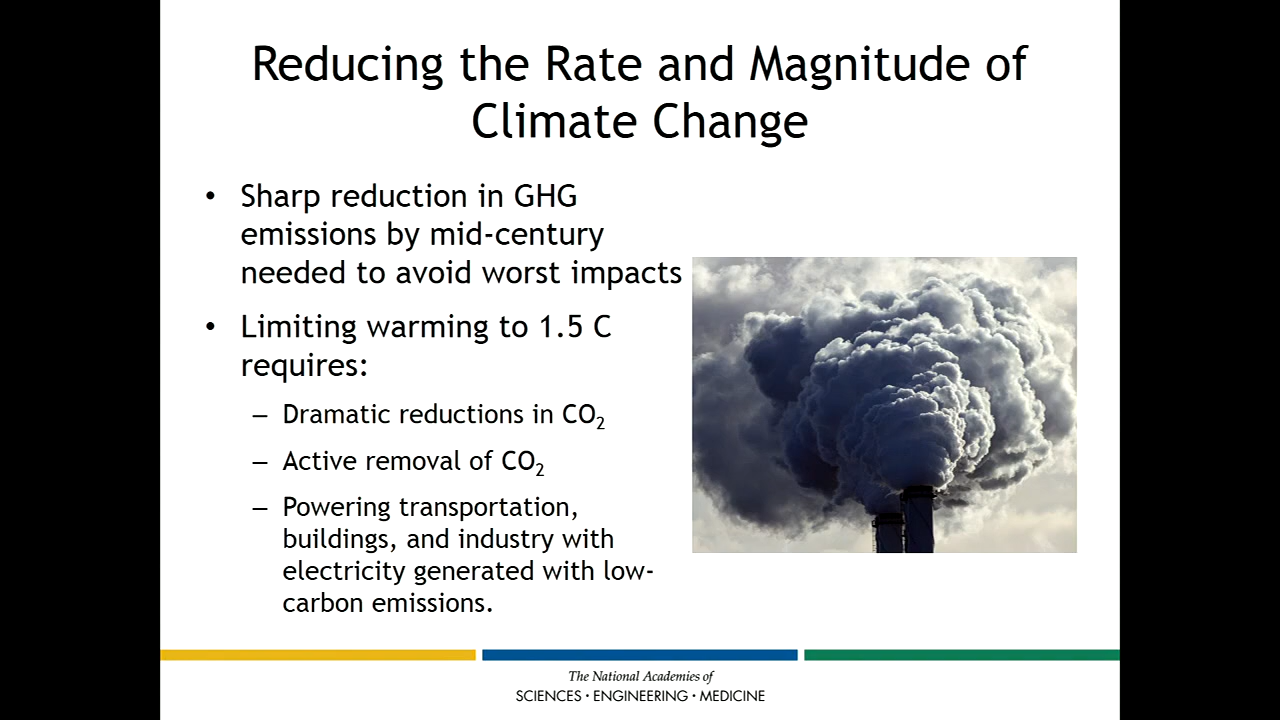 Reducing the Rate and Magnitude of
Climate Change
• Sharp reduction in GHG
emissions by mid-century
needed to avoid worst impacts
• Limiting warming to 1.5 C
requires:
– Dramatic reductions in CO₂
– Active removal of CO₂
– Powering transportation,
buildings, and industry with
electricity generated with low-
carbon emissions.
The National Academies of
SCIENCES · ENGINEERING · MEDICINE